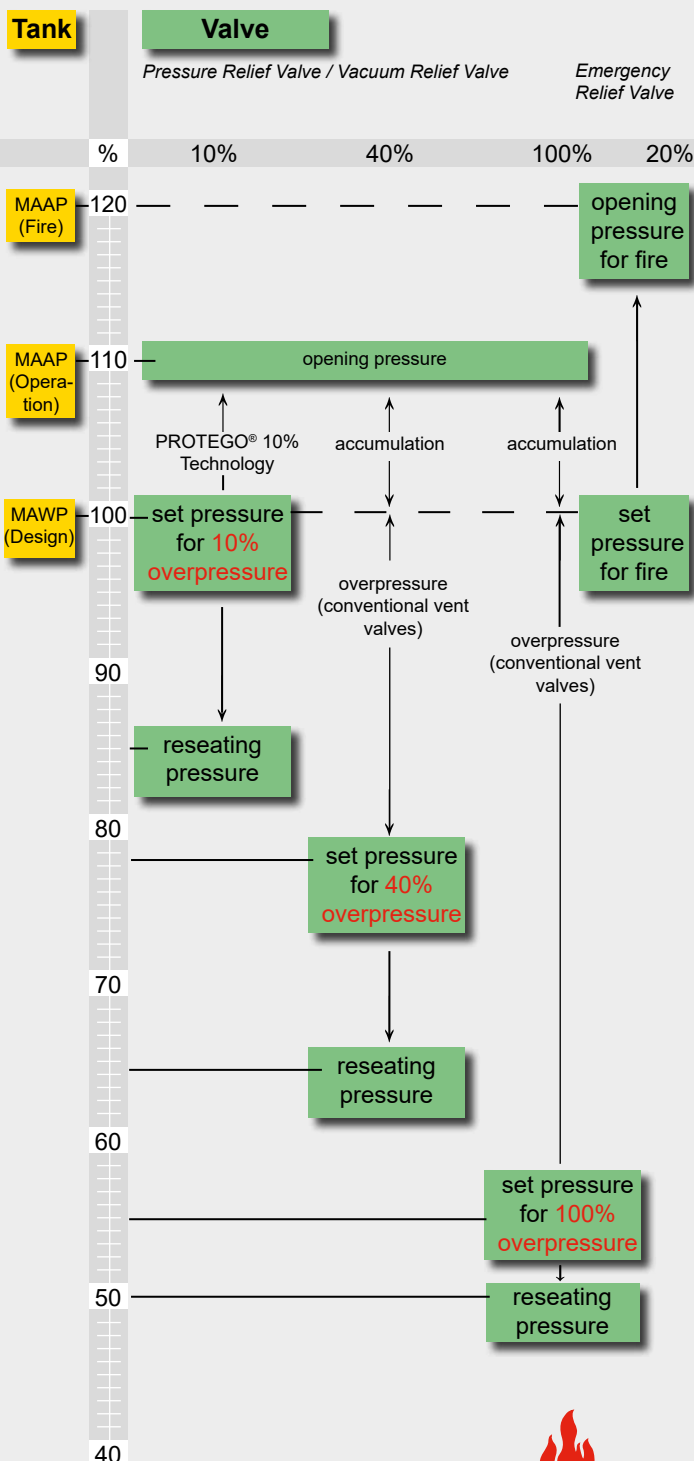 Tank
Valve
Pressure Relief Valve / Vacuum Relief Valve
Emergency
Relief Valve
%
10%
40%
100%
20%
MAAP
(Fire)
120
opening
pressure
for fire
MAAP
(Opera-
tion)
110
opening pressure
PROTEGO® 10%
Technology
accumulation
accumulation
MAWP
(Design)
100
set pressure
for 10%
overpressure
set
pressure
for fire
overpressure
(conventional vent
valves)
overpressure
(conventional vent
valves)
90
reseating
pressure
80
set pressure
for 40%
overpressure
70
reseating
pressure
60
set pressure
for 100%
overpressure
50
reseating
pressure
40